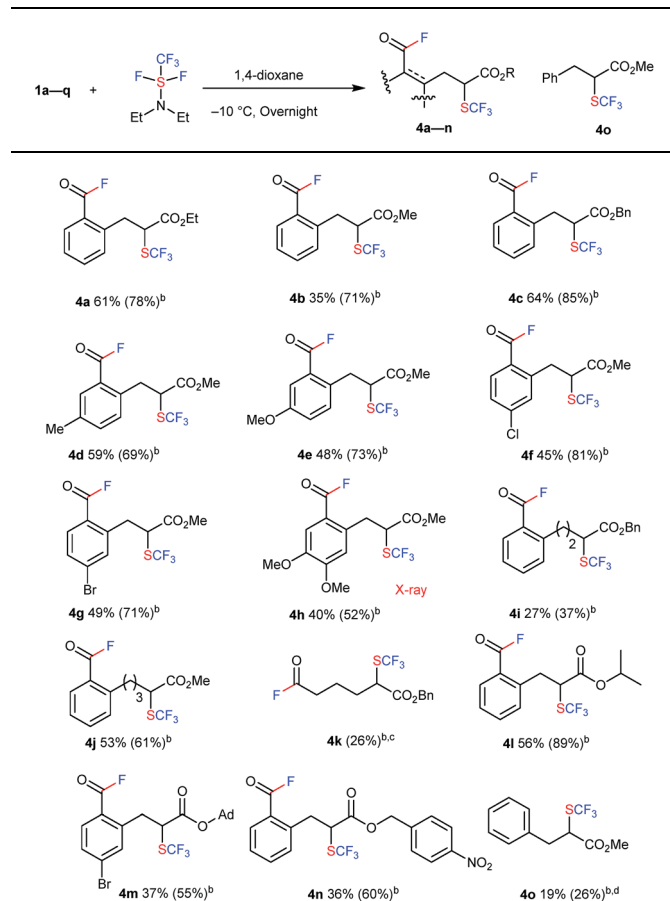 1a—q + CF3 F S F N Et Et 1,4-dioxane –10 °C, Overnight O F CO2R SCF3 4a—n Ph CO2Me SCF3 4o
O F CO2Et SCF3
O F CO2Me SCF3
O F CO2Bn SCF3
4a 61% (78%)b
4b 35% (71%)b
4c 64% (85%)b
O F CO2Me SCF3 Me
O F CO2Me SCF3 MeO
O F CO2Me SCF3 Cl
4d 59% (69%)b
4e 48% (73%)b
4f 45% (81%)b
O F CO2Me SCF3 Br
O F CO2Me SCF3 MeO OMe X-ray
O F ( )2 CO2Bn SCF3
4g 49% (71%)b
4h 40% (52%)b
4i 27% (37%)b
O F ( )3 CO2Me SCF3
O F SCF3 CO2Bn
O F O O SCF3
4j 53% (61%)b
4k (26%)b,c
4l 56% (89%)b
O F O O Ad SCF3 Br
O F O O SCF3 NO2
SCF3 CO2Me
4m 37% (55%)b
4n 36% (60%)b
4o 19% (26%)b,d